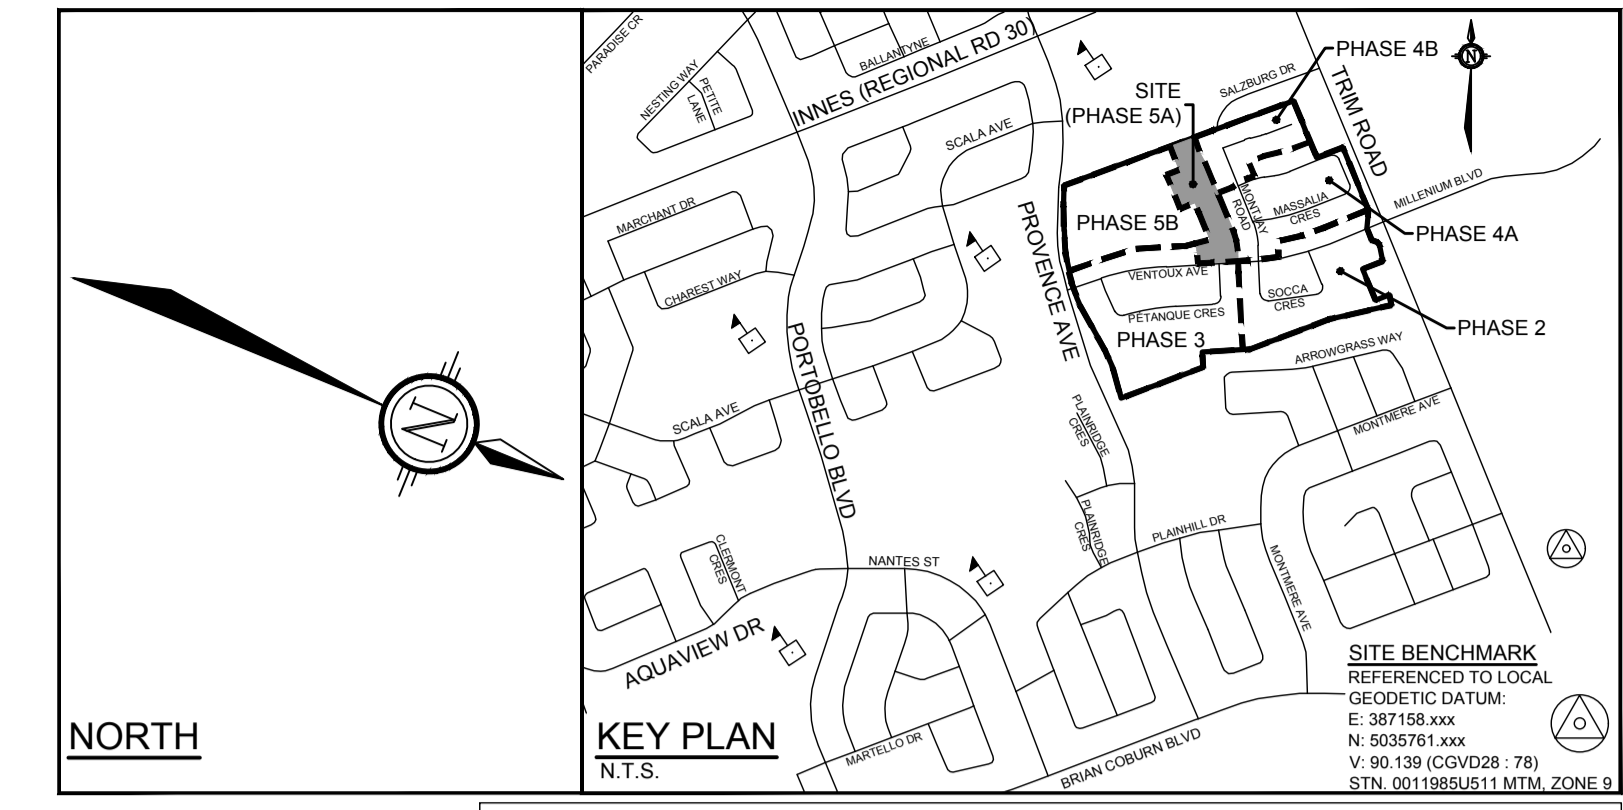 N
NORTH
PARADISE CR
NESTING WAY
PETITE
LANE
BALLANTYNE
INNES (REGIONAL RD 30)
SCALA AVE
MARCHANT DR
CHAREST WAY
SCALA AVE
PORTOBELLO BLVD
CLERMONT
CRES
NANTES ST
AQUAVIEW DR
MARTELLO DR
PROVENCE AVE
N
PHASE 4B
SALZBURG DR
SITE
(PHASE 5A)
TRIM ROAD
MILLENIUM BLVD
PHASE 5B
MONTJAY
ROAD
MASSALIA
CRES
PHASE 4A
VENTOUX AVE
SOCCA
CRES
PÉTANQUE CRES
PHASE 3
PHASE 2
ARROWGRASS WAY
MONTMERE AVE
PLAINRIDGE
CRES
PLAINRIDGE
CRES
PLAINHILL DR
MONTMERE AVE
BRIAN COBURN BLVD
KEY PLAN
N.T.S.
SITE BENCHMARK
REFERENCED TO LOCAL
GEODETIC DATUM:
E: 387158.xxx
N: 5035761.xxx
V: 90.139 (CGVD28 : 78)
STN. 0011985U511 MTM, ZONE 9